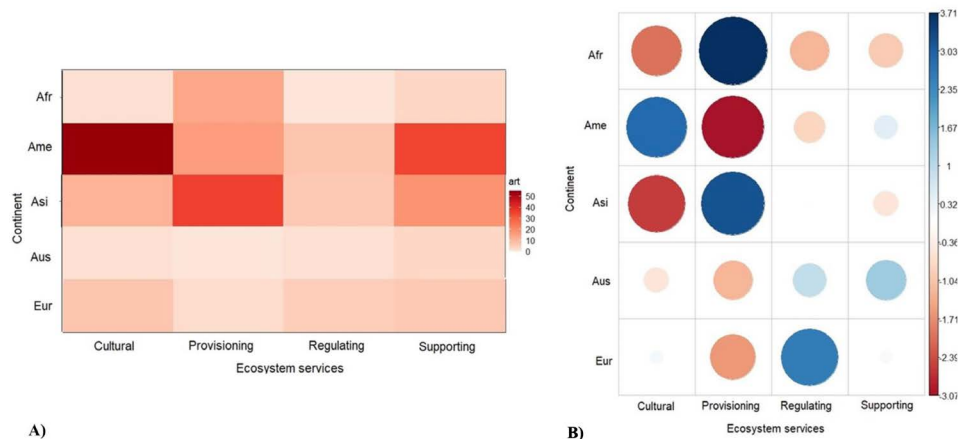 Continent
Afr
Ame
Asi
Aus
Eur
Cultural
Provisioning
Regulating
Supporting
Ecosystem services
art
50
40
30
20
10
0
A)
Continent
Afr
Ame
Asi
Aus
Eur
Cultural
Provisioning
Regulating
Supporting
Ecosystem services
3.71
3.03
2.35
1.67
1
0.32
-0.36
-1.04
-1.71
-2.39
-3.07
B)